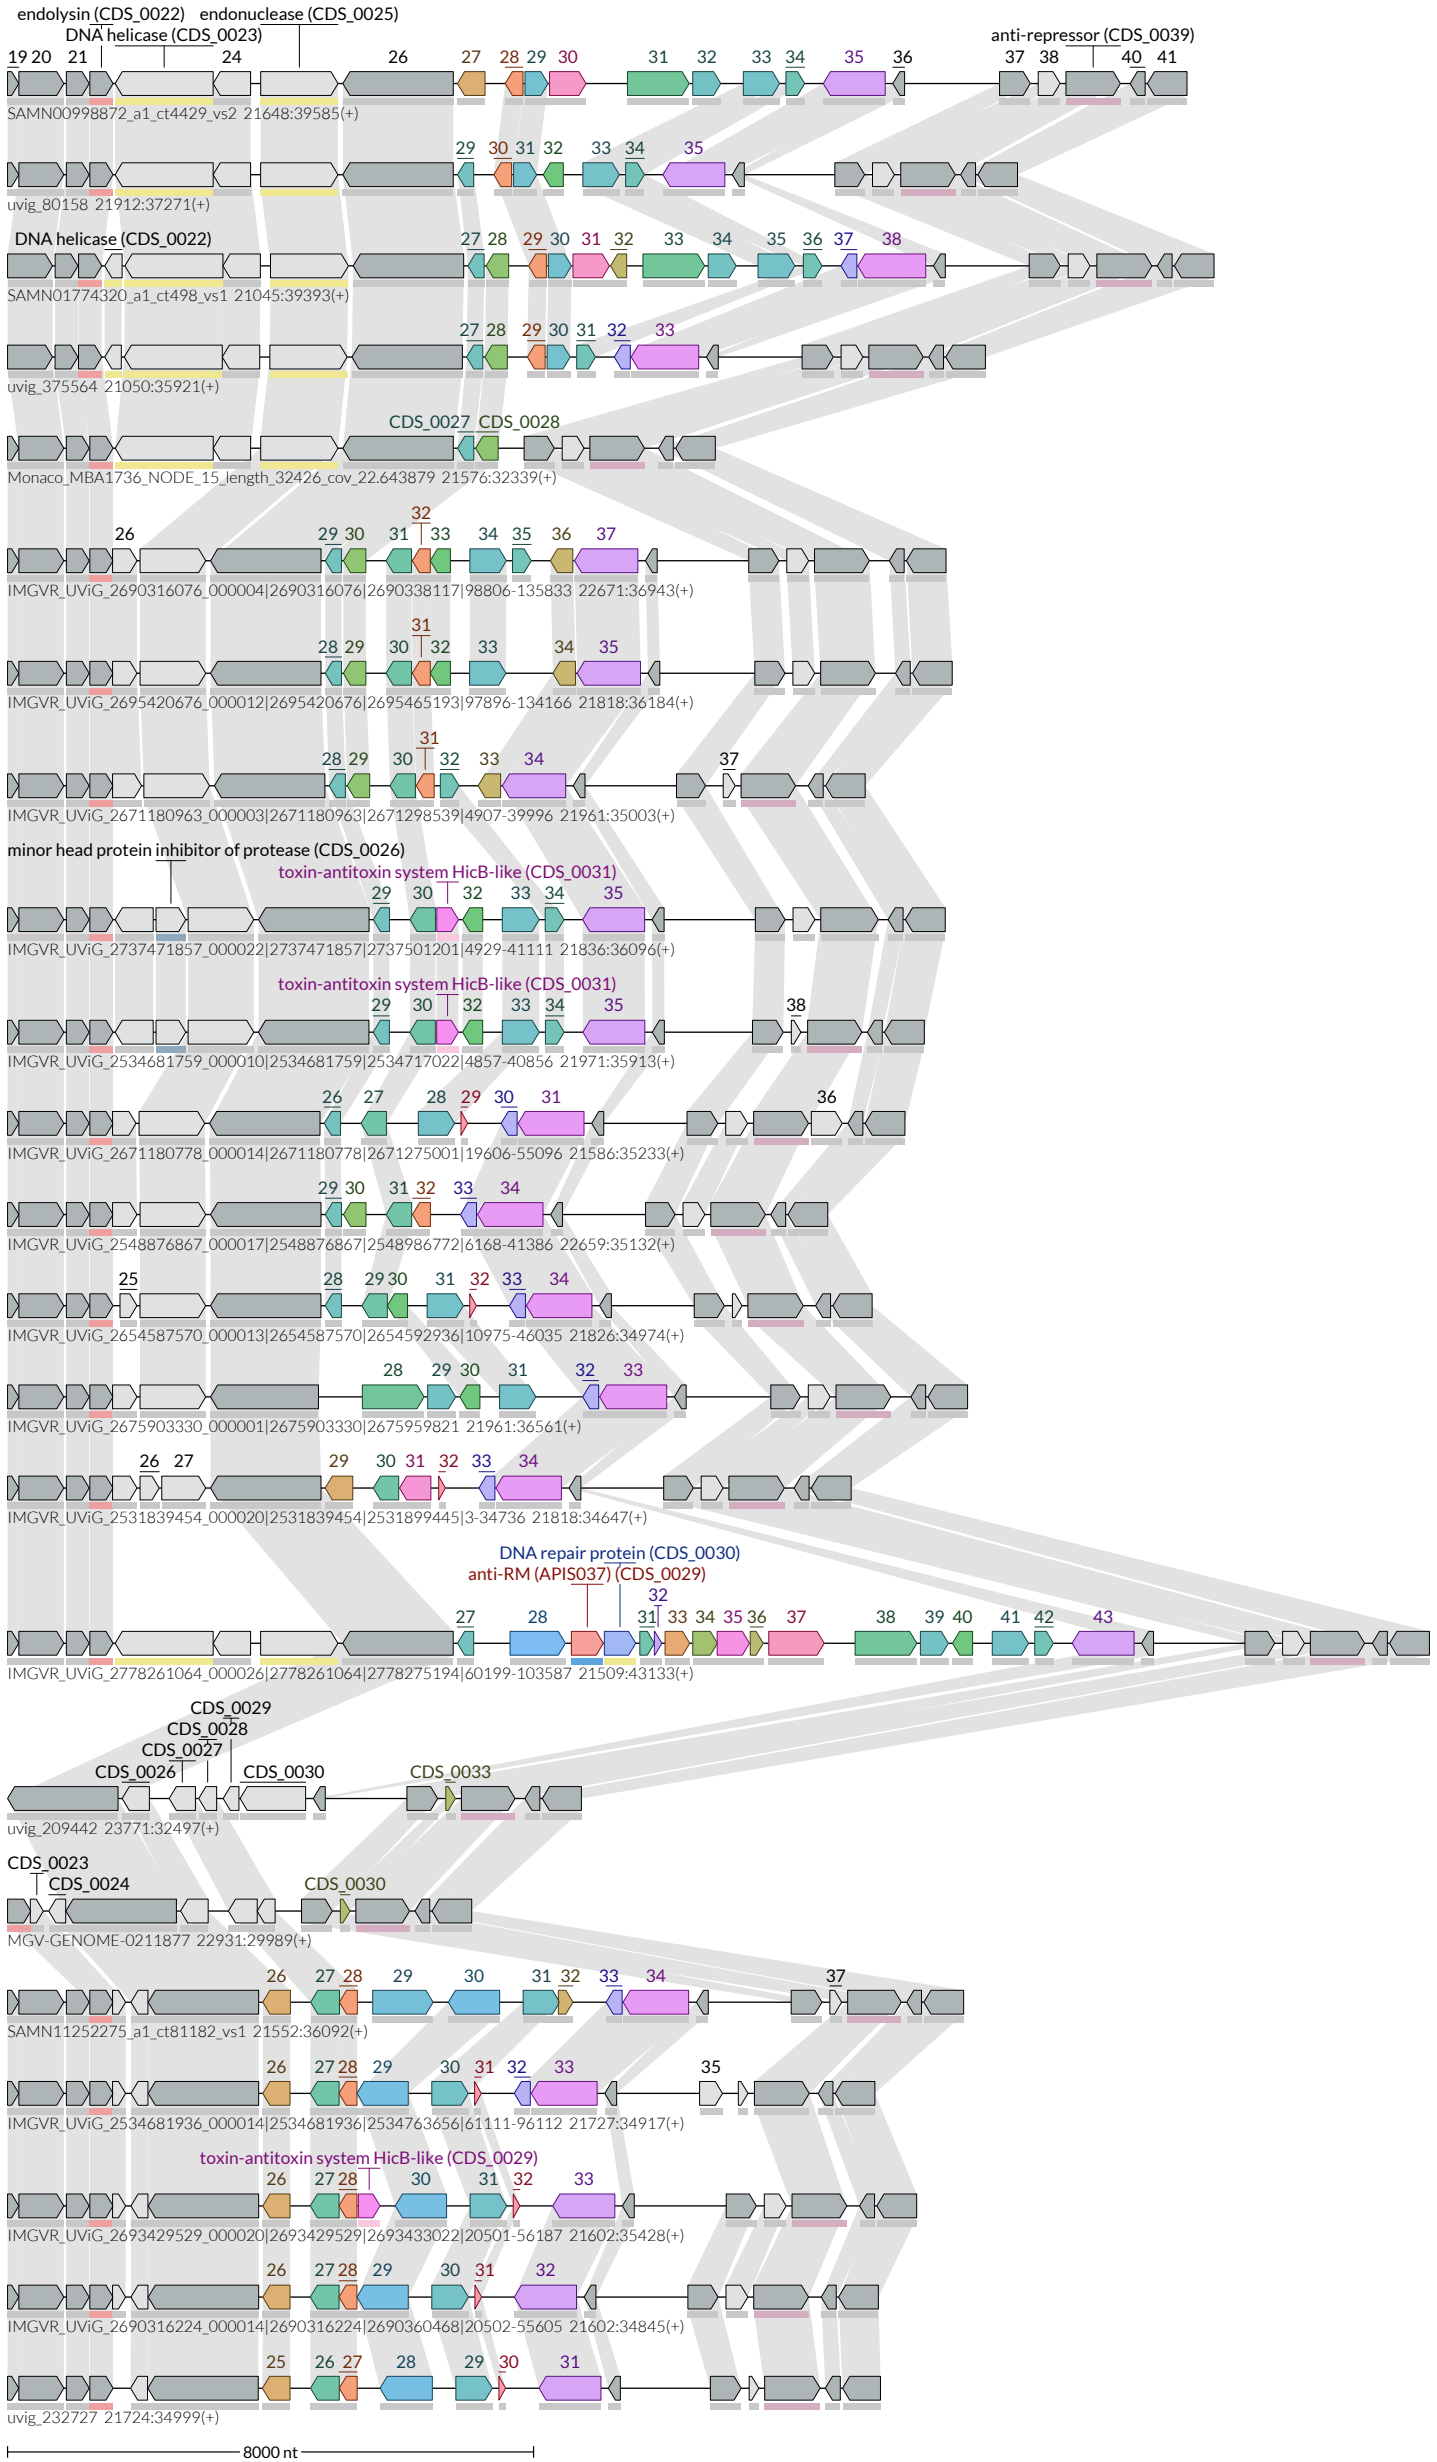 endolysin (CDS_0022) endonuclease (CDS_0025)
DNA helicase (CDS_0023) anti-repressor (CDS_0039)
19 20 21 24 26 27 28 29 30 31 32 33 34 35 36 37 38 40 41
SAMN00998872_a1_ct4429_vs2 21648:39585(+)
29 30 31 32 33 34 35
uvig_80158 21912:37271(+)
DNA helicase (CDS_0022) 27 28 29 30 31 32 33 34 35 36 37 38
SAMN01774320_a1_ct498_vs1 21045:39393(+)
27 28 29 30 31 32 33
uvig_375564 21050:35921(+)
CDS_0027 CDS_0028
Monaco_MBA1736_NODE_15_length_32426_cov_22.643879 21576:32339(+)
32
26 29 30 31 33 34 35 36 37
IMGVR_UViG_2690316076_000004|2690316076|2690338117|98806-135833 22671:36943(+)
31
28 29 30 32 33 34 35
IMGVR_UViG_2695420676_000012|2695420676|2695465193|97896-134166 21818:36184(+)
31
28 29 30 32 33 34 37
IMGVR_UViG_2671180963_000003|2671180963|2671298539|4907-39996 21961:35003(+)
minor head protein inhibitor of protease (CDS_0026)
toxin-antitoxin system HicB-like (CDS_0031)
29 30 32 33 34 35
IMGVR_UViG_2737471857_000022|2737471857|2737501201|4929-41111 21836:36096(+)
toxin-antitoxin system HicB-like (CDS_0031)
29 30 32 33 34 35 38
IMGVR_UViG_2534681759_000010|2534681759|2534717022|4857-40856 21971:35913(+)
26 27 28 29 30 31 36
IMGVR_UViG_2671180778_000014|2671180778|2671275001|19606-55096 21586:35233(+)
29 30 31 32 33 34
IMGVR_UViG_2548876867_000017|2548876867|2548986772|6168-41386 22659:35132(+)
25 28 29 30 31 32 33 34
IMGVR_UViG_2654587570_000013|2654587570|2654592936|10975-46035 21826:34974(+)
28 29 30 31 32 33
IMGVR_UViG_2675903330_000001|2675903330|2675959821 21961:36561(+)
26 27 29 30 31 32 33 34
IMGVR_UViG_2531839454_000020|2531839454|2531899445|3-34736 21818:34647(+)
DNA repair protein (CDS_0030)
anti-RM (APIS037) (CDS_0029)
32
27 28 31 33 34 35 36 37 38 39 40 41 42 43
IMGVR_UViG_2778261064_000026|2778261064|2778275194|60199-103587 21509:43133(+)
CDS_0029
CDS_0028
CDS_0027
CDS_0026 CDS_0030 CDS_0033
uvig_209442 23771:32497(+)
CDS_0023
CDS_0024 CDS_0030
MGV-GENOME-0211877 22931:29989(+)
26 27 28 29 30 31 32 33 34 37
SAMN11252275_a1_ct81182_vs1 21552:36092(+)
26 27 28 29 30 31 32 33 35
IMGVR_UViG_2534681936_000014|2534681936|2534763656|61111-96112 21727:34917(+)
toxin-antitoxin system HicB-like (CDS_0029)
26 27 28 30 31 32 33
IMGVR_UViG_2693429529_000020|2693429529|2693433022|20501-56187 21602:35428(+)
26 27 28 29 30 31 32
IMGVR_UViG_2690316224_000014|2690316224|2690360468|20502-55605 21602:34845(+)
25 26 27 28 29 30 31
uvig_232727 21724:34999(+)
8000 nt